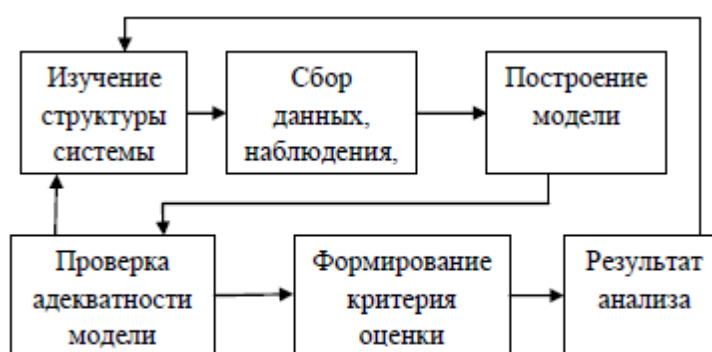 Изучение
структуры
системы
Сбор
данных,
наблюдения,
Построение
модели
Проверка
адекватности
модели
Формирование
критерия
оценки
Результат
анализа